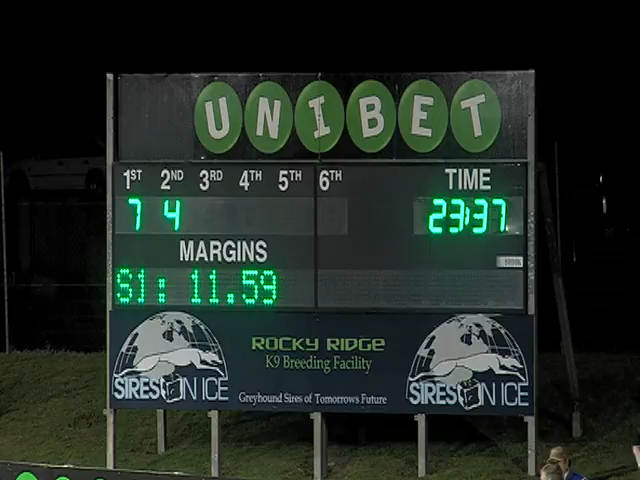 UNIBET
1ST 2ND 3RD 4TH 5TH 6TH TIME
7 4 23:37
MARGINS
S1: 11.59
ROCKY RIDGE
K9 Breeding Facility
SIRES ON ICE
Greyhound Sires of Tomorrows Future
SIRES ON ICE